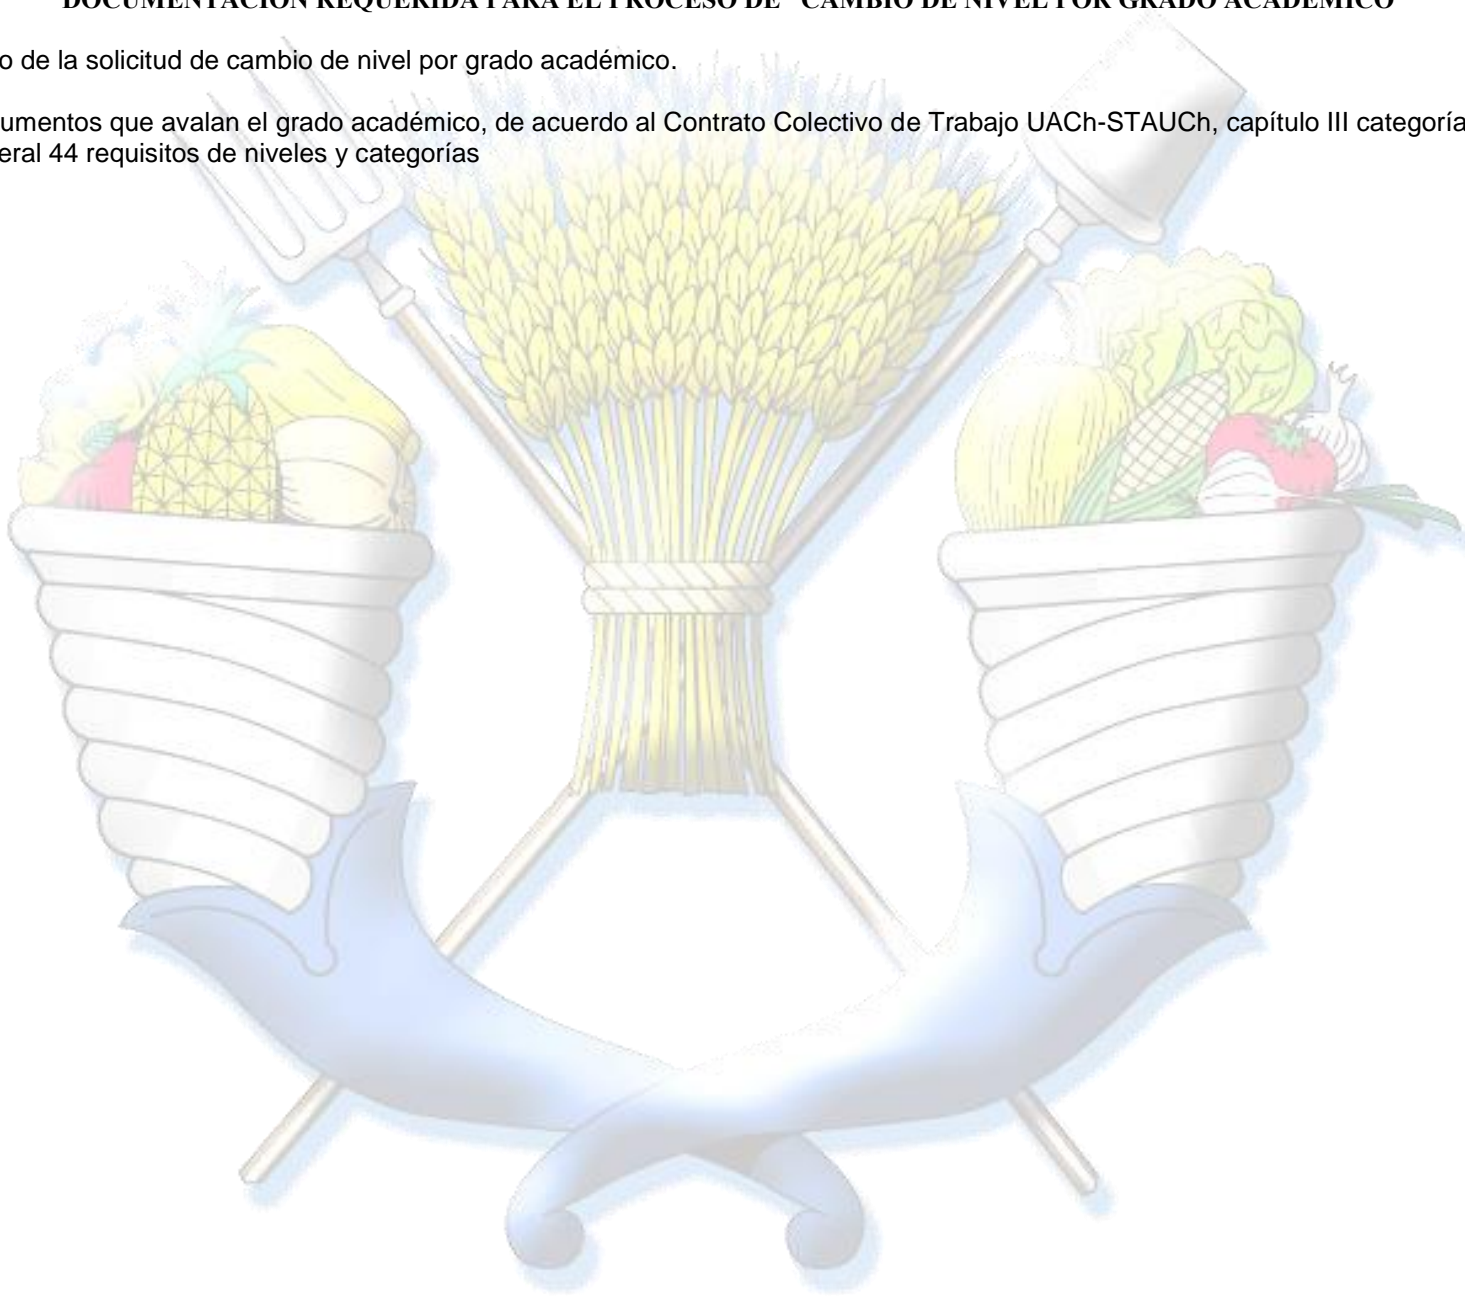 DOCUMENTACIÓN REQUERIDA PARA EL PROCESO DE "CAMBIO DE NIVEL POR GRADO ACADÉMICO"
o de la solicitud de cambio de nivel por grado académico.
umentos que avalan el grado académico, de acuerdo al Contrato Colectivo de Trabajo UACh-STAUCh, capítulo III categoría
eral 44 requisitos de niveles y categorías